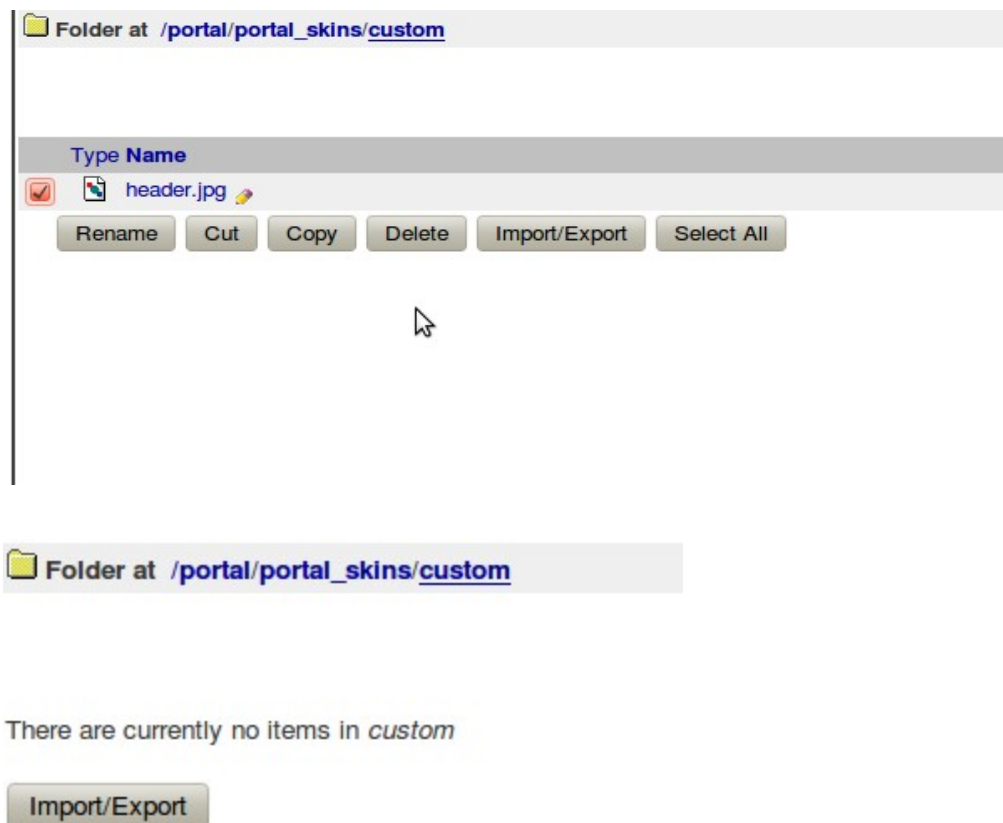 Folder at /portal/portal_skins/custom
Type Name
header.jpg
Rename Cut Copy Delete Import/Export Select All
Folder at /portal/portal_skins/custom
There are currently no items in custom
Import/Export